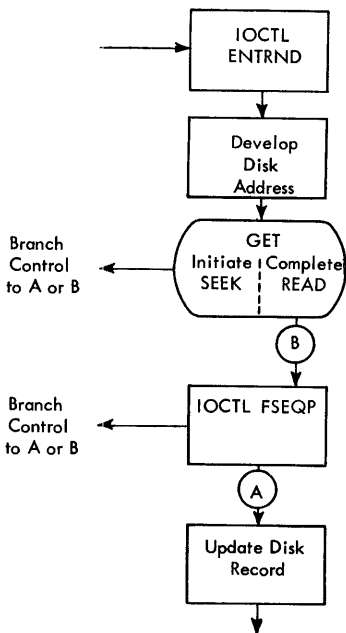 IOCTL
ENTRND
Develop
Disk
Address
GET
Initiate Complete
SEEK READ
Branch
Control
to A or B
B
IOCTL FSEQP
Branch
Control
to A or B
A
Update Disk
Record